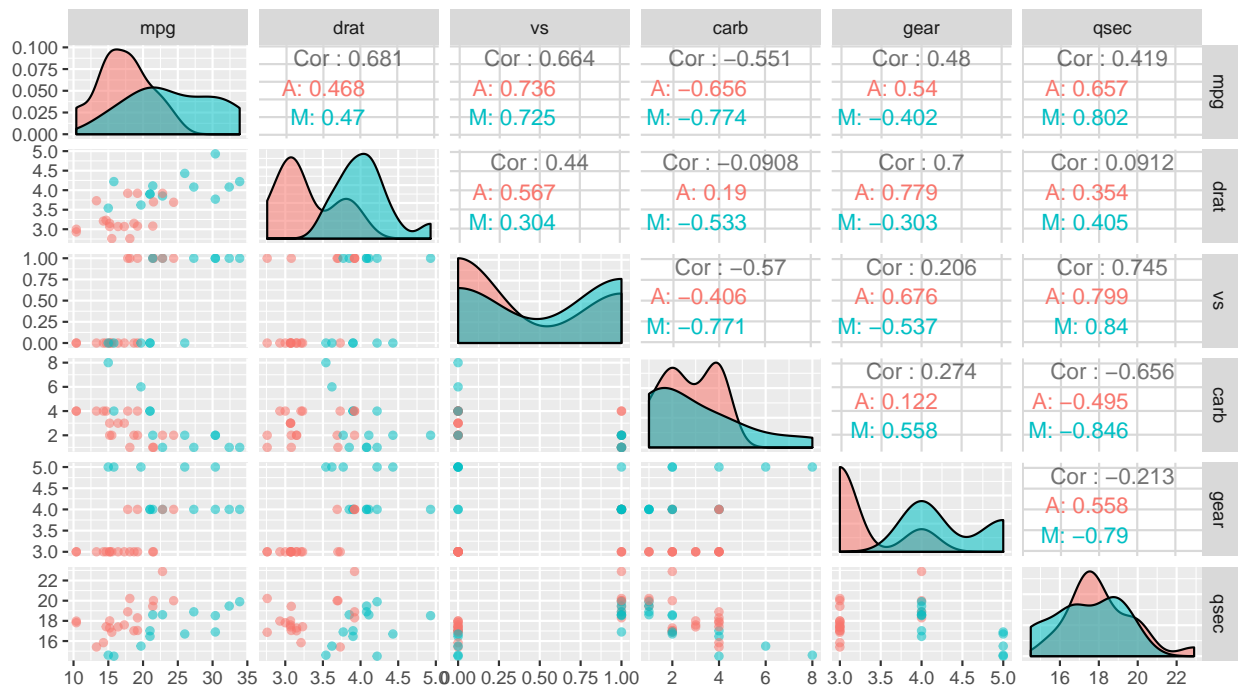 mpg drat vs carb gear qsec
0.100
0.075
0.050
0.025
0.000
Cor : 0.681
A: 0.468
M: 0.47
Cor : 0.664
A: 0.736
M: 0.725
Cor : −0.551
A: −0.656
M: −0.774
Cor : 0.48
A: 0.54
M: −0.402
Cor : 0.419
A: 0.657
M: 0.802
mpg
5.0
4.5
4.0
3.5
3.0
Cor : 0.44
A: 0.567
M: 0.304
Cor : −0.0908
A: 0.19
M: −0.533
Cor : 0.7
A: 0.779
M: −0.303
Cor : 0.0912
A: 0.354
M: 0.405
drat
1.00
0.75
0.50
0.25
0.00
Cor : −0.57
A: −0.406
M: −0.771
Cor : 0.206
A: 0.676
M: −0.537
Cor : 0.745
A: 0.799
M: 0.84
vs
8
6
4
2
Cor : 0.274
A: 0.122
M: 0.558
Cor : −0.656
A: −0.495
M: −0.846
carb
5.0
4.5
4.0
3.5
3.0
Cor : −0.213
A: 0.558
M: −0.79
gear
22
20
18
16
qsec
10 15 20 25 30 35
3.0 3.5 4.0 4.5 5.0
0.00 0.25 0.50 0.75 1.00
2 4 6 8
3.0 3.5 4.0 4.5 5.0
16 18 20 22